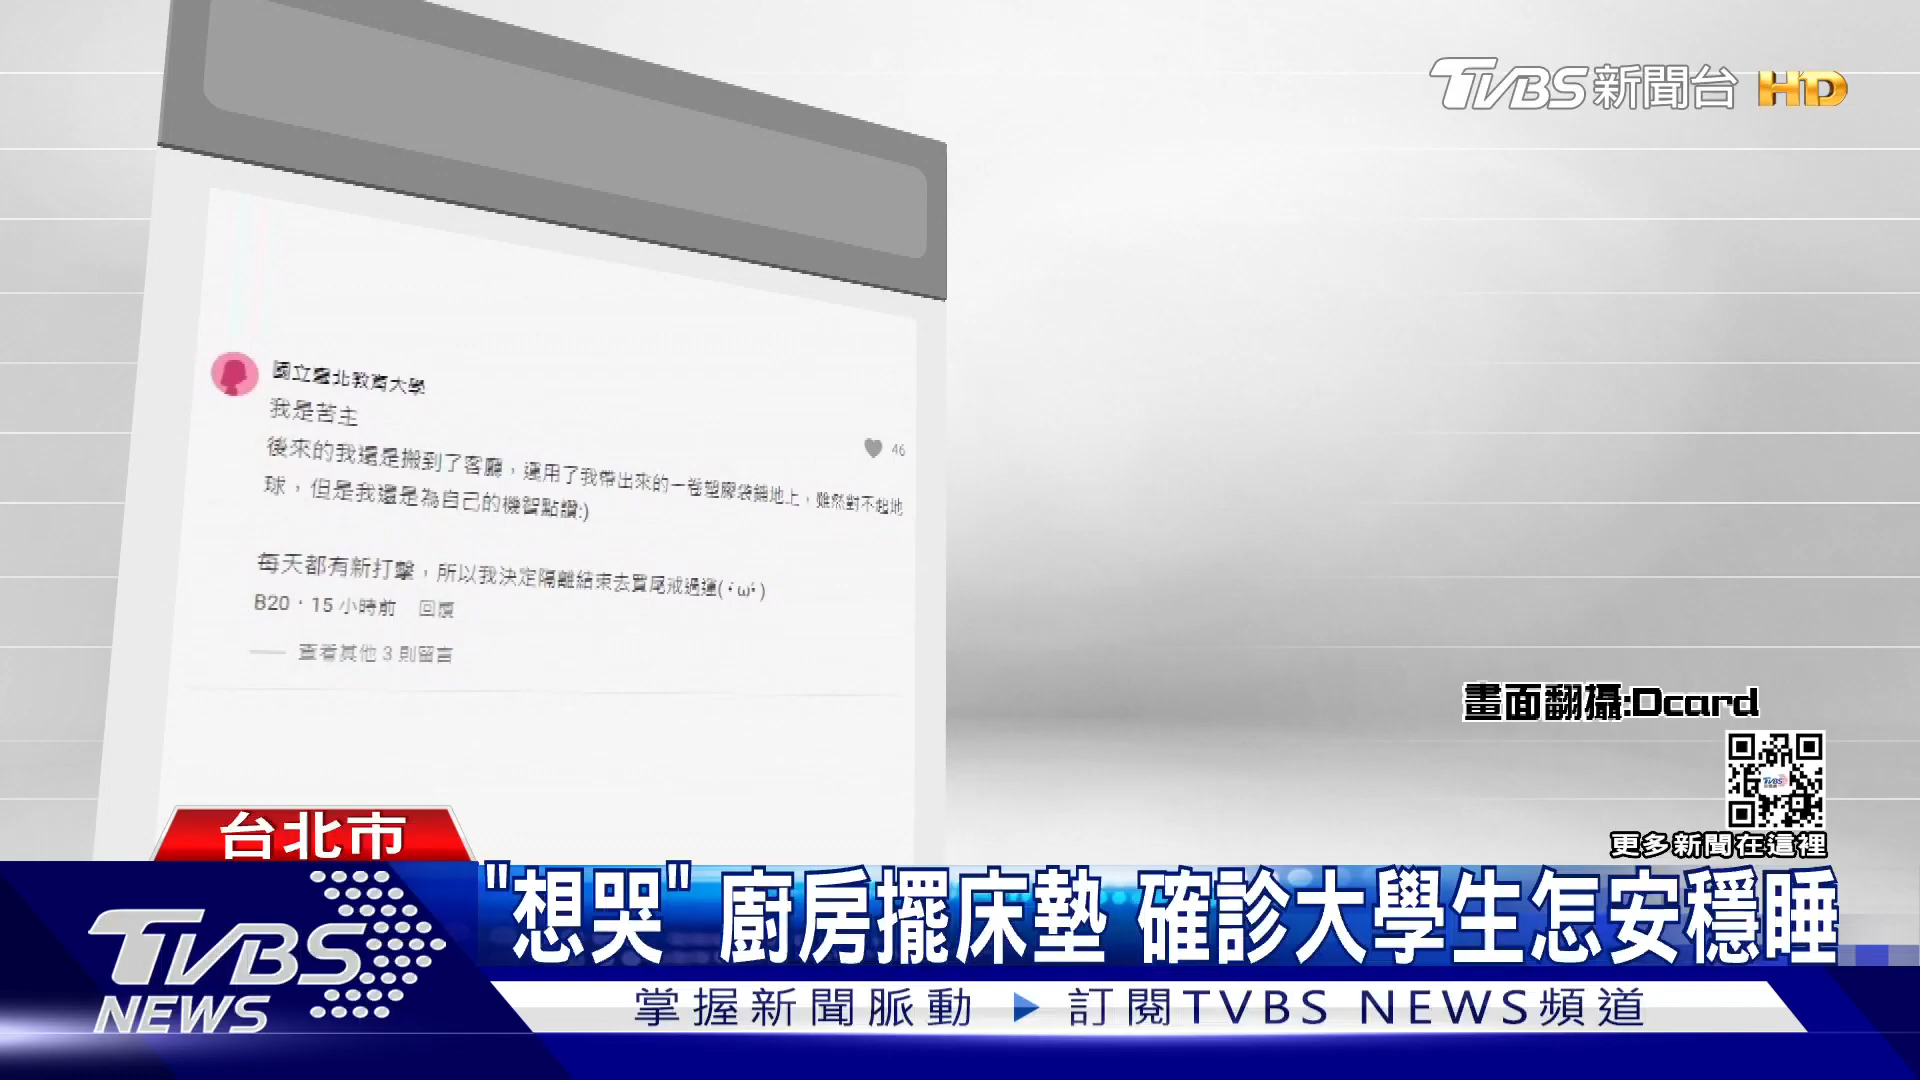 TVBS新聞台 HD
國立臺北教育大學
我是苦主
46
後來的我還是搬到了客廳，還用了我帶出來的一卷塑膠袋鋪地上，雖然對不起地
球，但是我還是為自己的機智點讚:)
每天都有新打擊，所以我決定隔離結束去買尾戒過運(･ω･)
B20・15 小時前 回覆
查看其他 3 則留言
畫面翻攝:Dcard
TVBS
更多新聞在這裡
台北市
"想哭" 廚房擺床墊 確診大學生怎安穩睡
TVBS
NEWS
掌握新聞脈動 ▶ 訂閱TVBS NEWS頻道